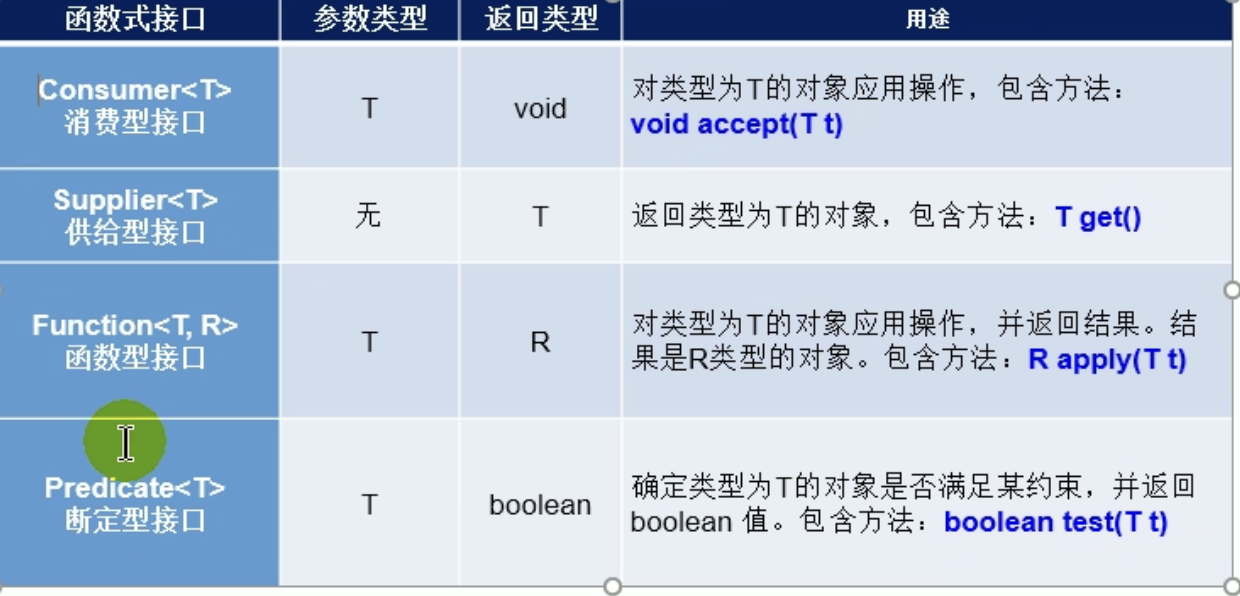 函数式接口 参数类型 返回类型 用途
Consumer<T>
消费型接口
T
void
对类型为T的对象应用操作，包含方法：
void accept(T t)
Supplier<T>
供给型接口
无
T
返回类型为T的对象，包含方法：T get()
Function<T, R>
函数型接口
T
R
对类型为T的对象应用操作，并返回结果。结
果是R类型的对象。包含方法：R apply(T t)
Predicate<T>
断定型接口
T
boolean
确定类型为T的对象是否满足某约束，并返回
boolean 值。包含方法：boolean test(T t)